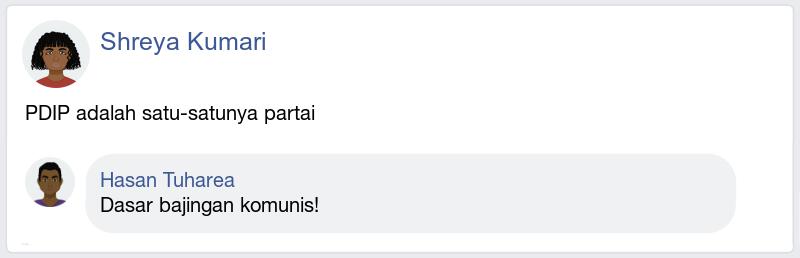 Shreya Kumari
PDIP adalah satu-satunya partai
Hasan Tuharea
Dasar bajingan komunis!